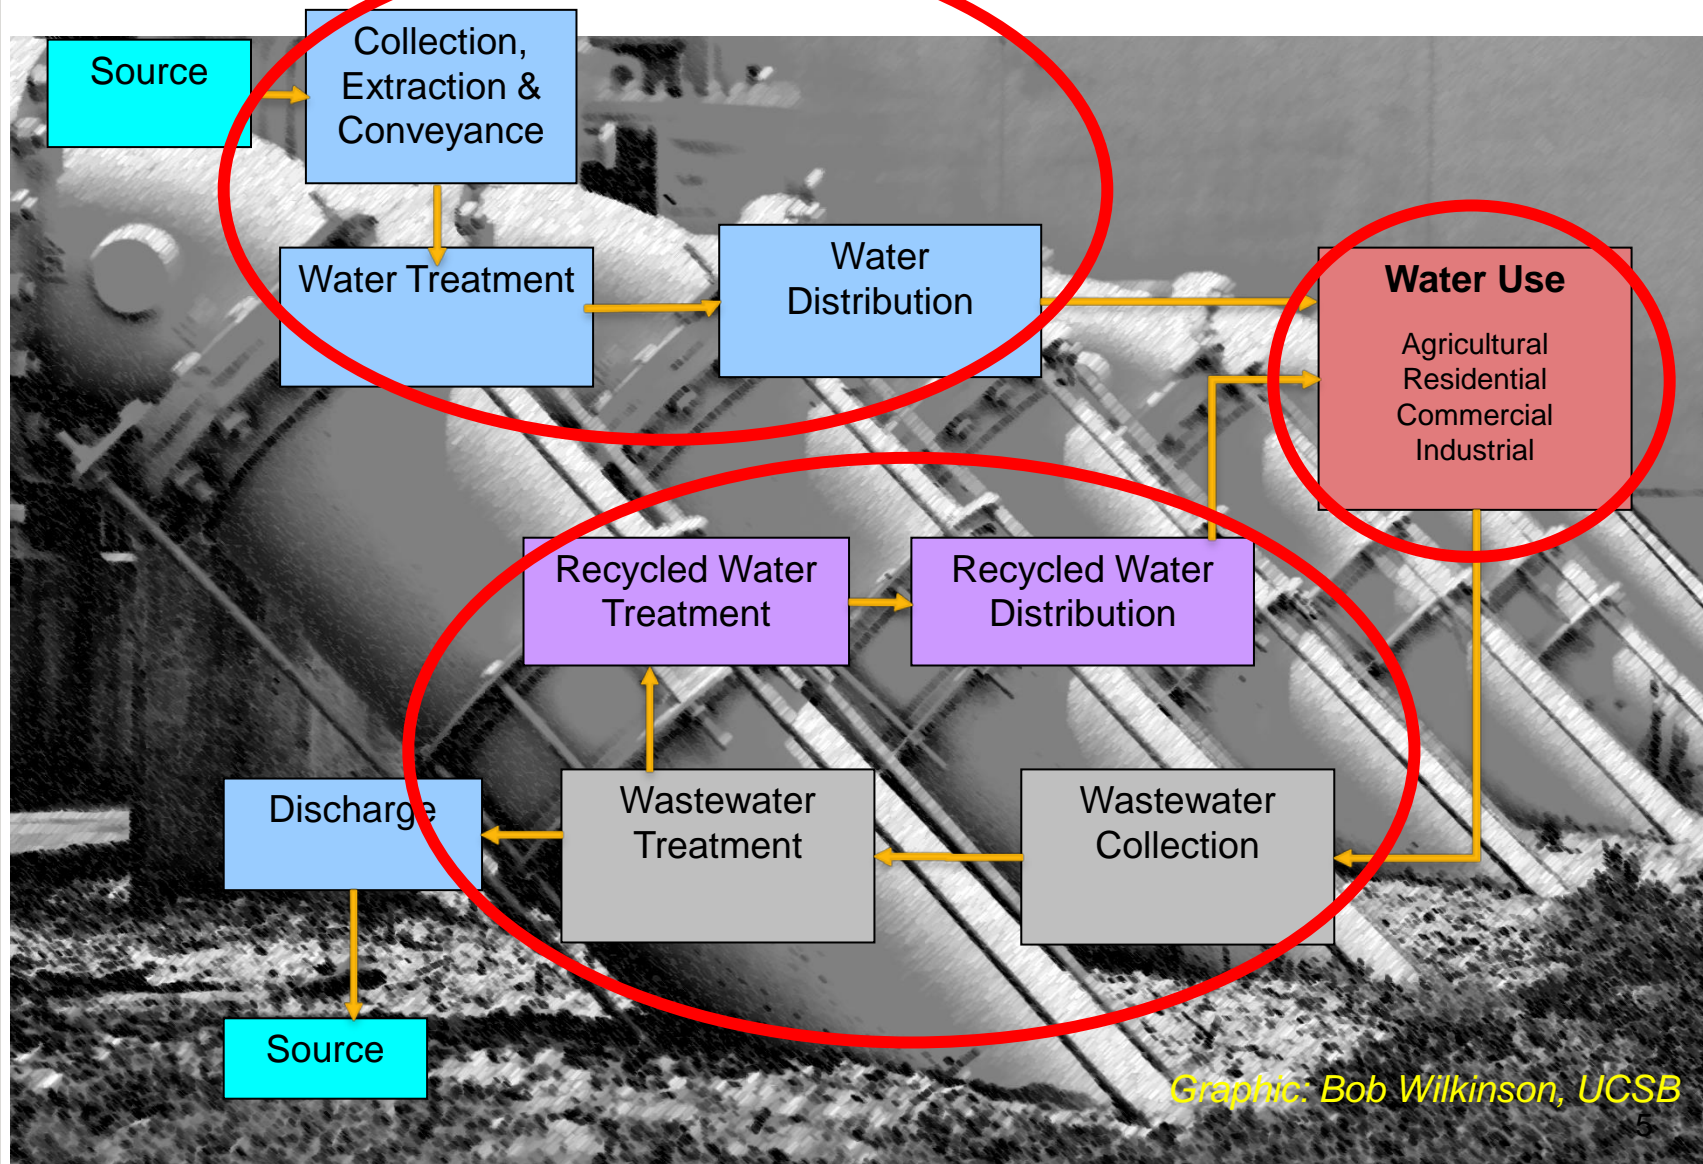 Source
Collection,
Extraction &
Conveyance
Water Treatment
Water
Distribution
Water Use
Agricultural
Residential
Commercial
Industrial
Recycled Water
Treatment
Recycled Water
Distribution
Discharge
Wastewater
Treatment
Wastewater
Collection
Source
Graphic: Bob Wilkinson, UCSB
5